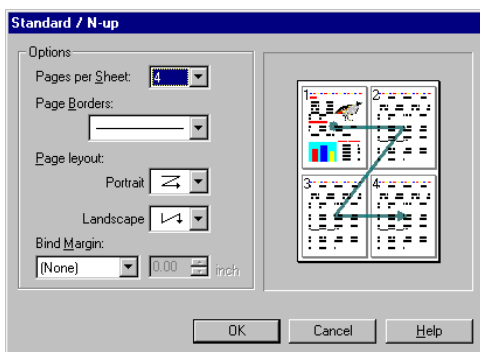 Standard / N-up
Options
Pages per Sheet: 4
Page Borders:
Page leyout:
Portrait
Landscape
Bind Margin:
(None) 0.00 inch
1 2
3 4
OK Cancel Help